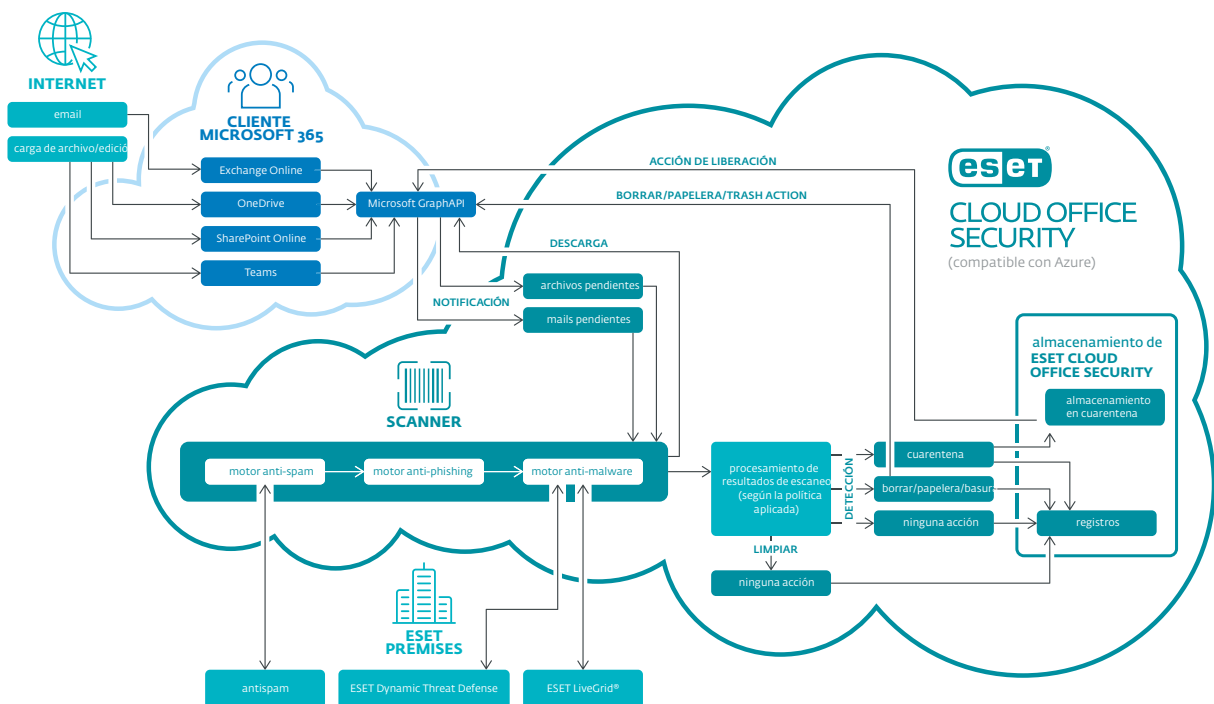 INTERNET
email
carga de archivo/edició
CLIENTE
MICROSOFT 365
Exchange Online
OneDrive
SharePoint Online
Teams
Microsoft GraphAPI
ACCIÓN DE LIBERACIÓN
BORRAR/PAPELERA/TRASH ACTION
DESCARGA
archivos pendientes
NOTIFICACIÓN
mails pendientes
eset®
CLOUD OFFICE
SECURITY
(compatible con Azure)
almacenamiento de
ESET CLOUD
OFFICE SECURITY
almacenamiento
en cuarentena
registros
SCANNER
motor anti-spam
motor anti-phishing
motor anti-malware
procesamiento de
resultados de escaneo
(según la política
aplicada)
DETECCIÓN
cuarentena
borrar/papelera/basura
ninguna acción
LIMPIAR
ninguna acción
ESET
PREMISES
antispam
ESET Dynamic Threat Defense
ESET LiveGrid®